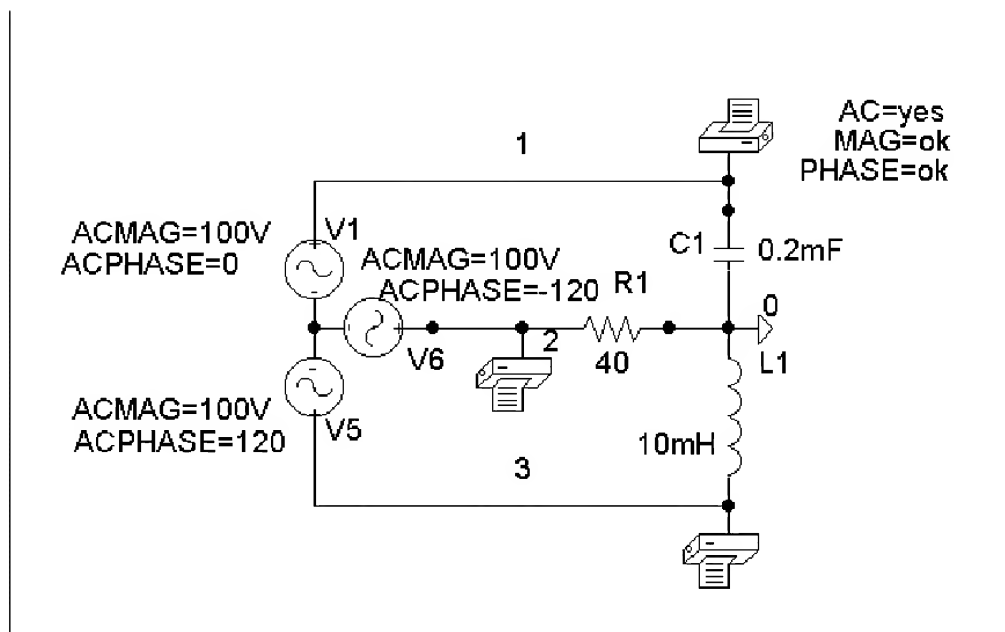 AC=yes
MAG=ok
PHASE=ok
1
ACMAG=100V
ACPHASE=0
V1
ACMAG=100V
ACPHASE=-120
V6
R1
40
2
C1
0.2mF
0
L1
10mH
ACMAG=100V
ACPHASE=120
V5
3